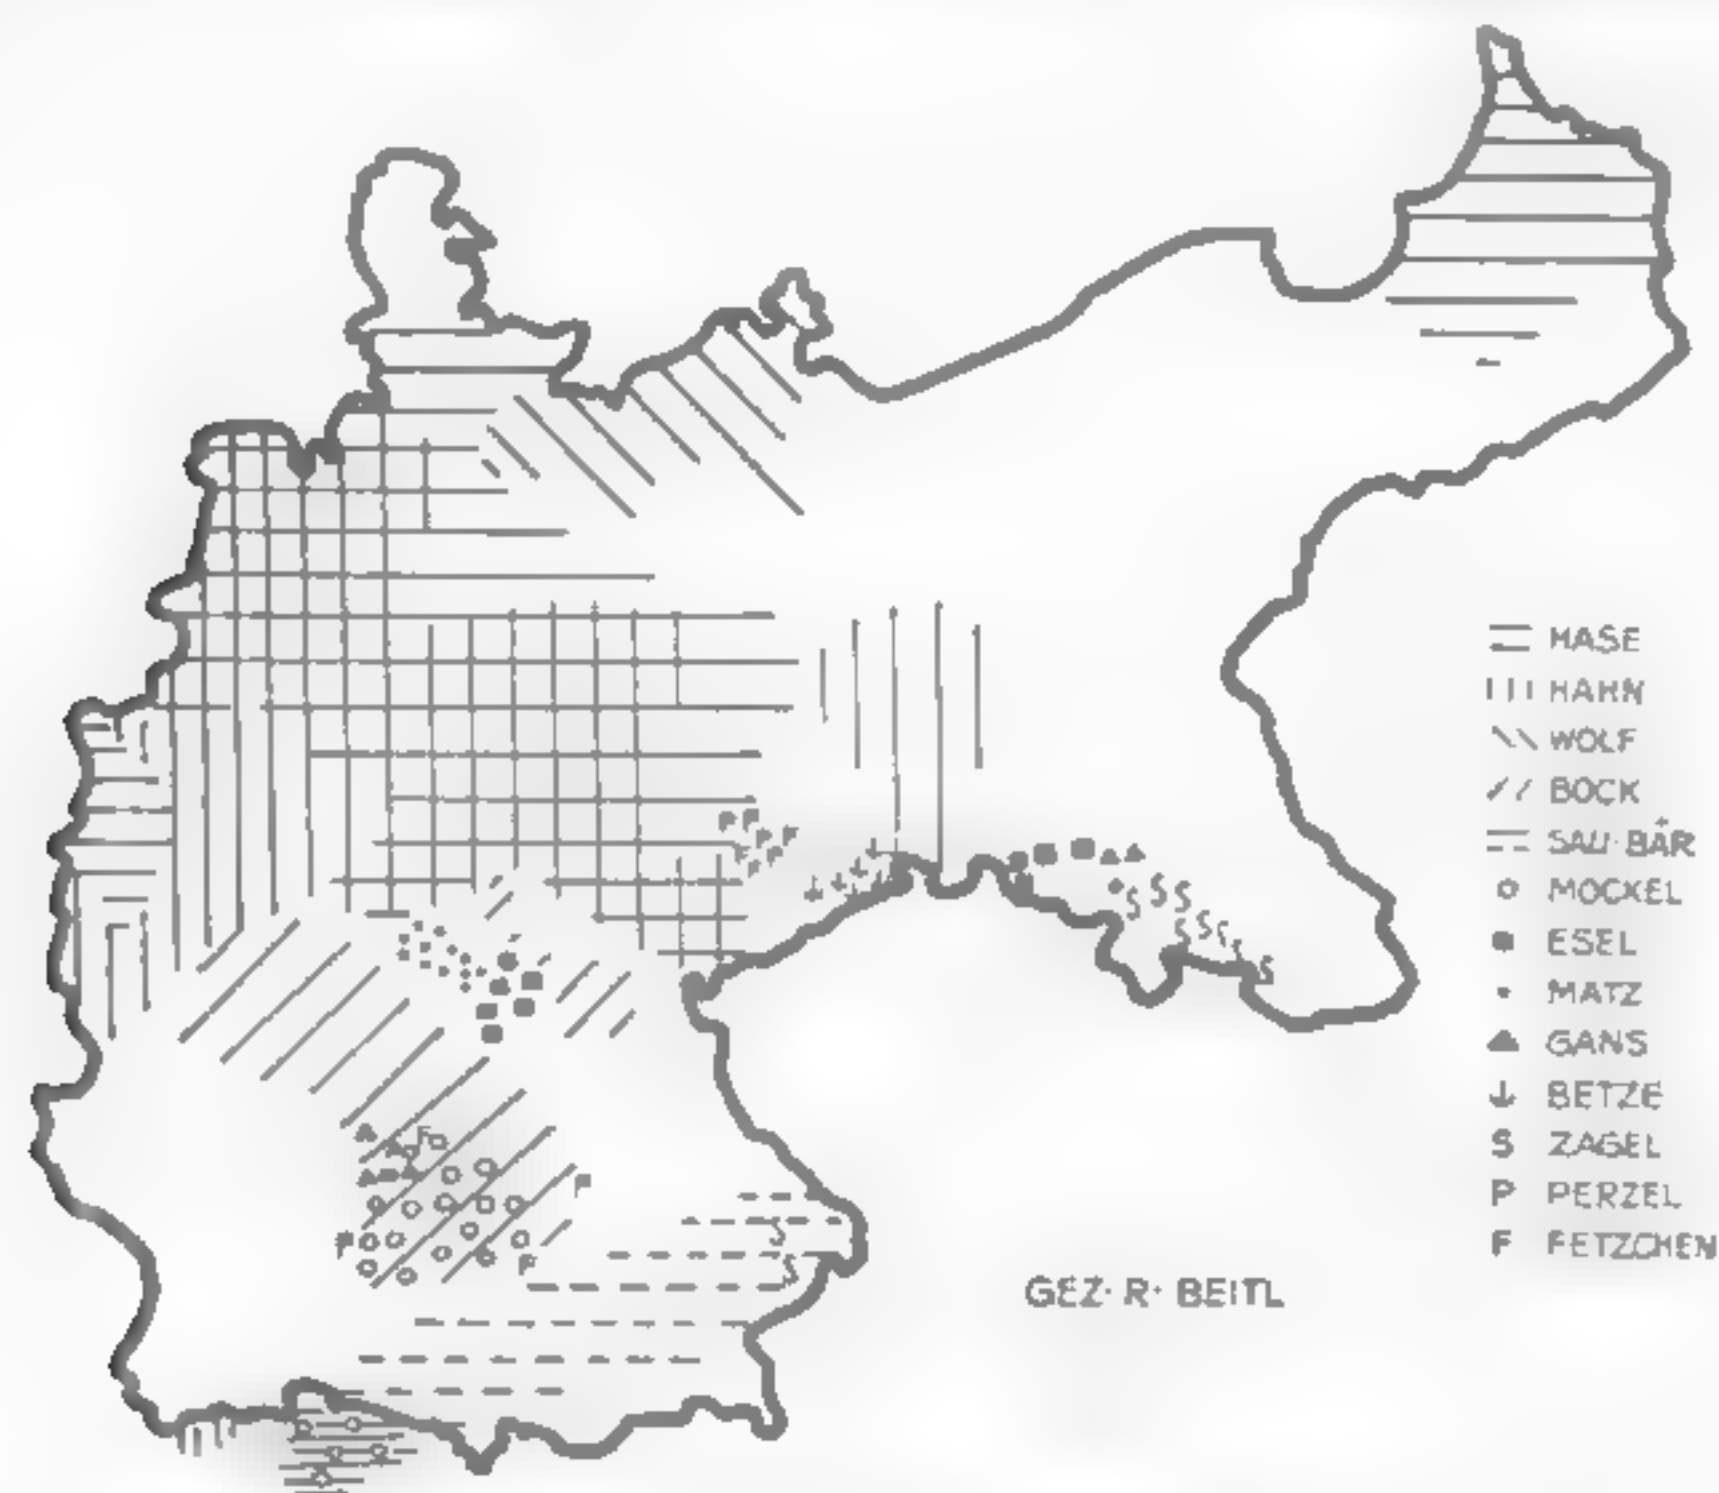 HASE
HAHN
WOLF
BOCK
SAU·BÄR
MOCKEL
ESEL
MATZ
GANS
BETZE
S ZAGEL
P PERZEL
F FETZCHEN
GEZ·R·BEITL